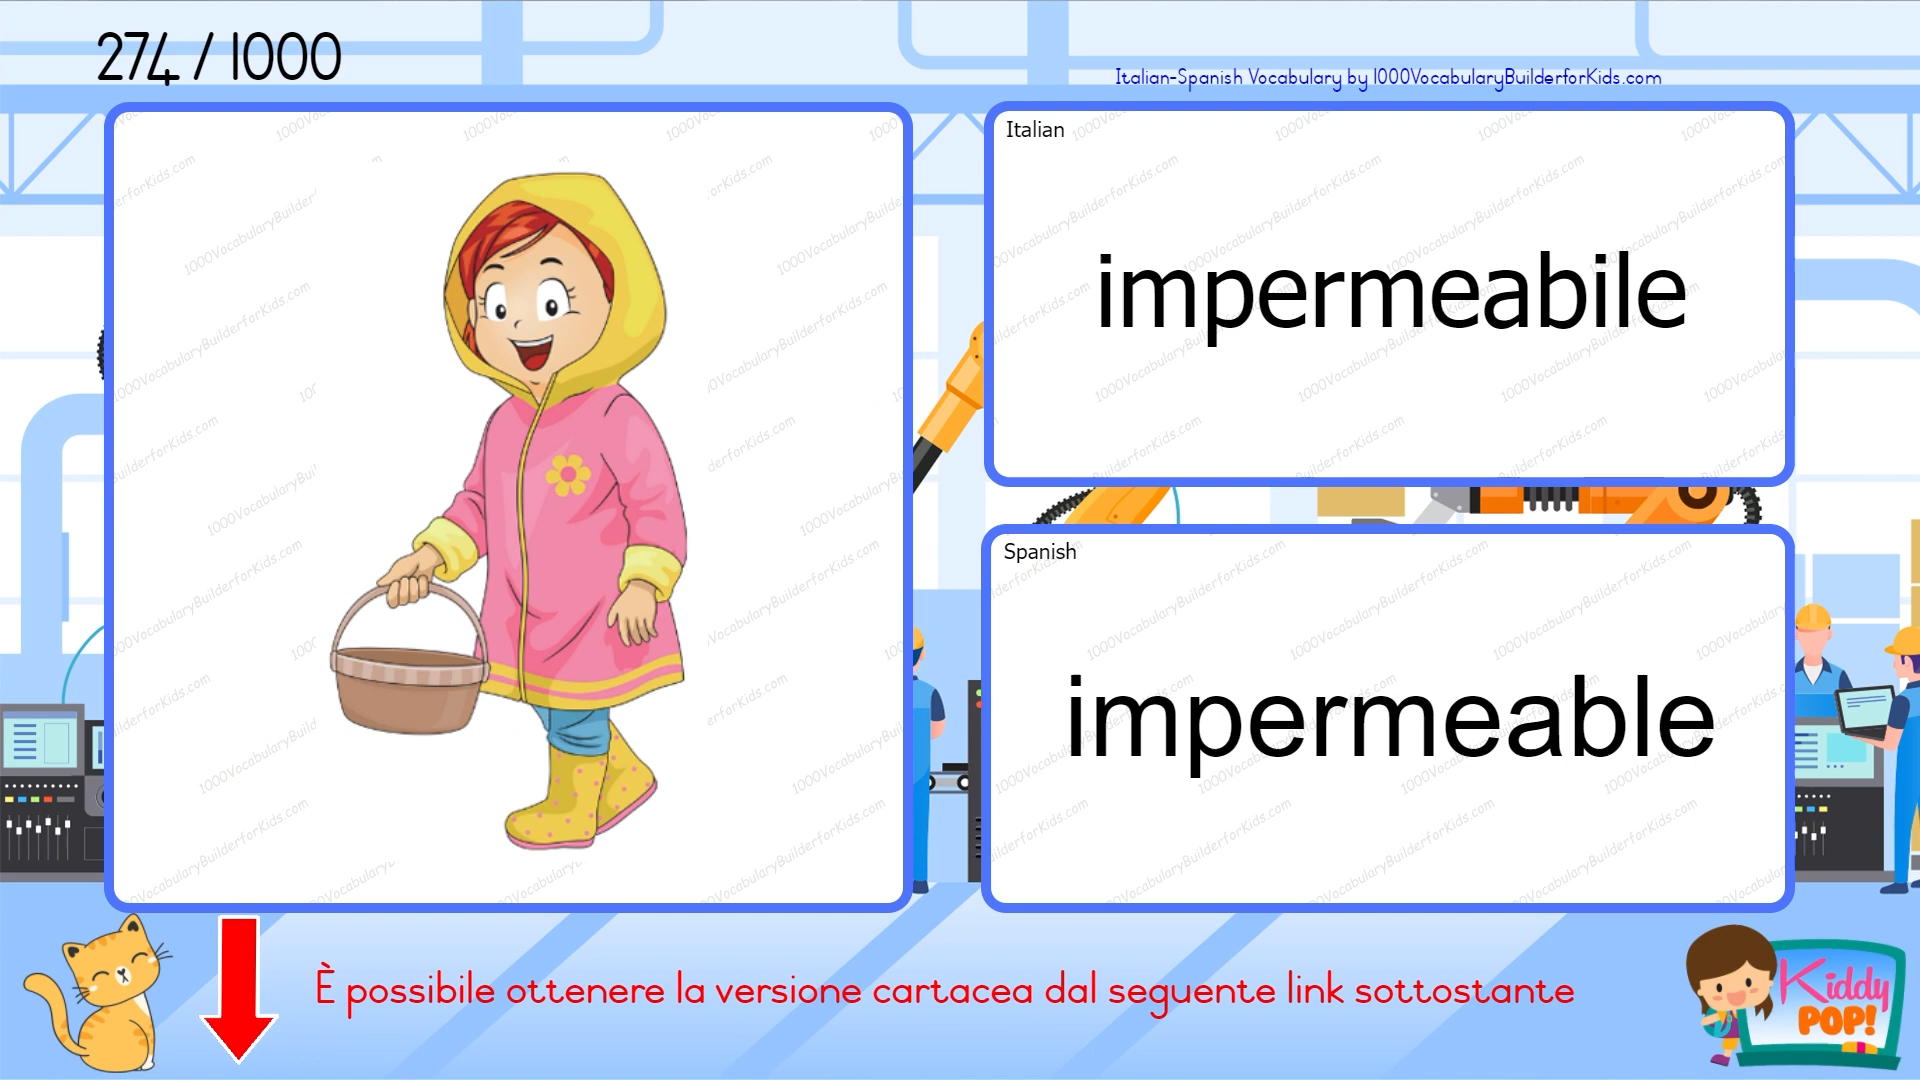 274 / 1000
Italian-Spanish Vocabulary by 1000VocabularyBuilderforKids.com
Italian
impermeabile
Spanish
impermeable
È possibile ottenere la versione cartacea dal seguente link sottostante
Kiddy
POP!